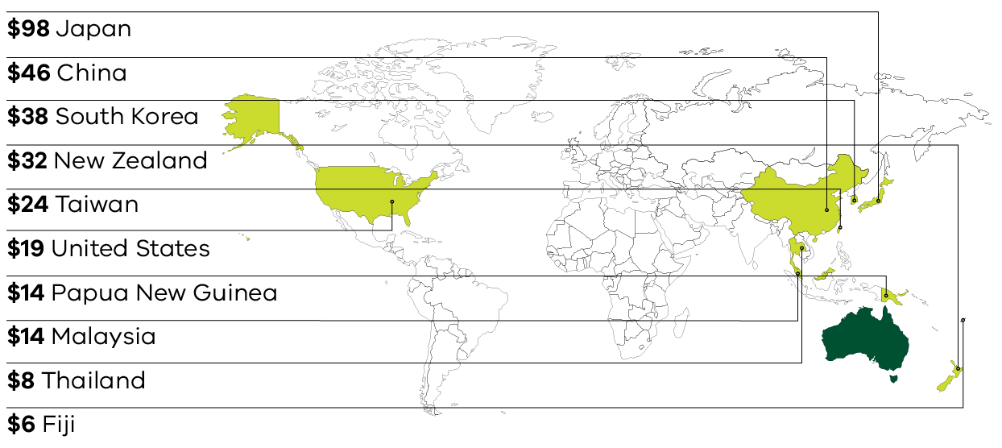 $98 Japan
$46 China
$38 South Korea
$32 New Zealand
$24 Taiwan
$19 United States
$14 Papua New Guinea
$14 Malaysia
$8 Thailand
$6 Fiji